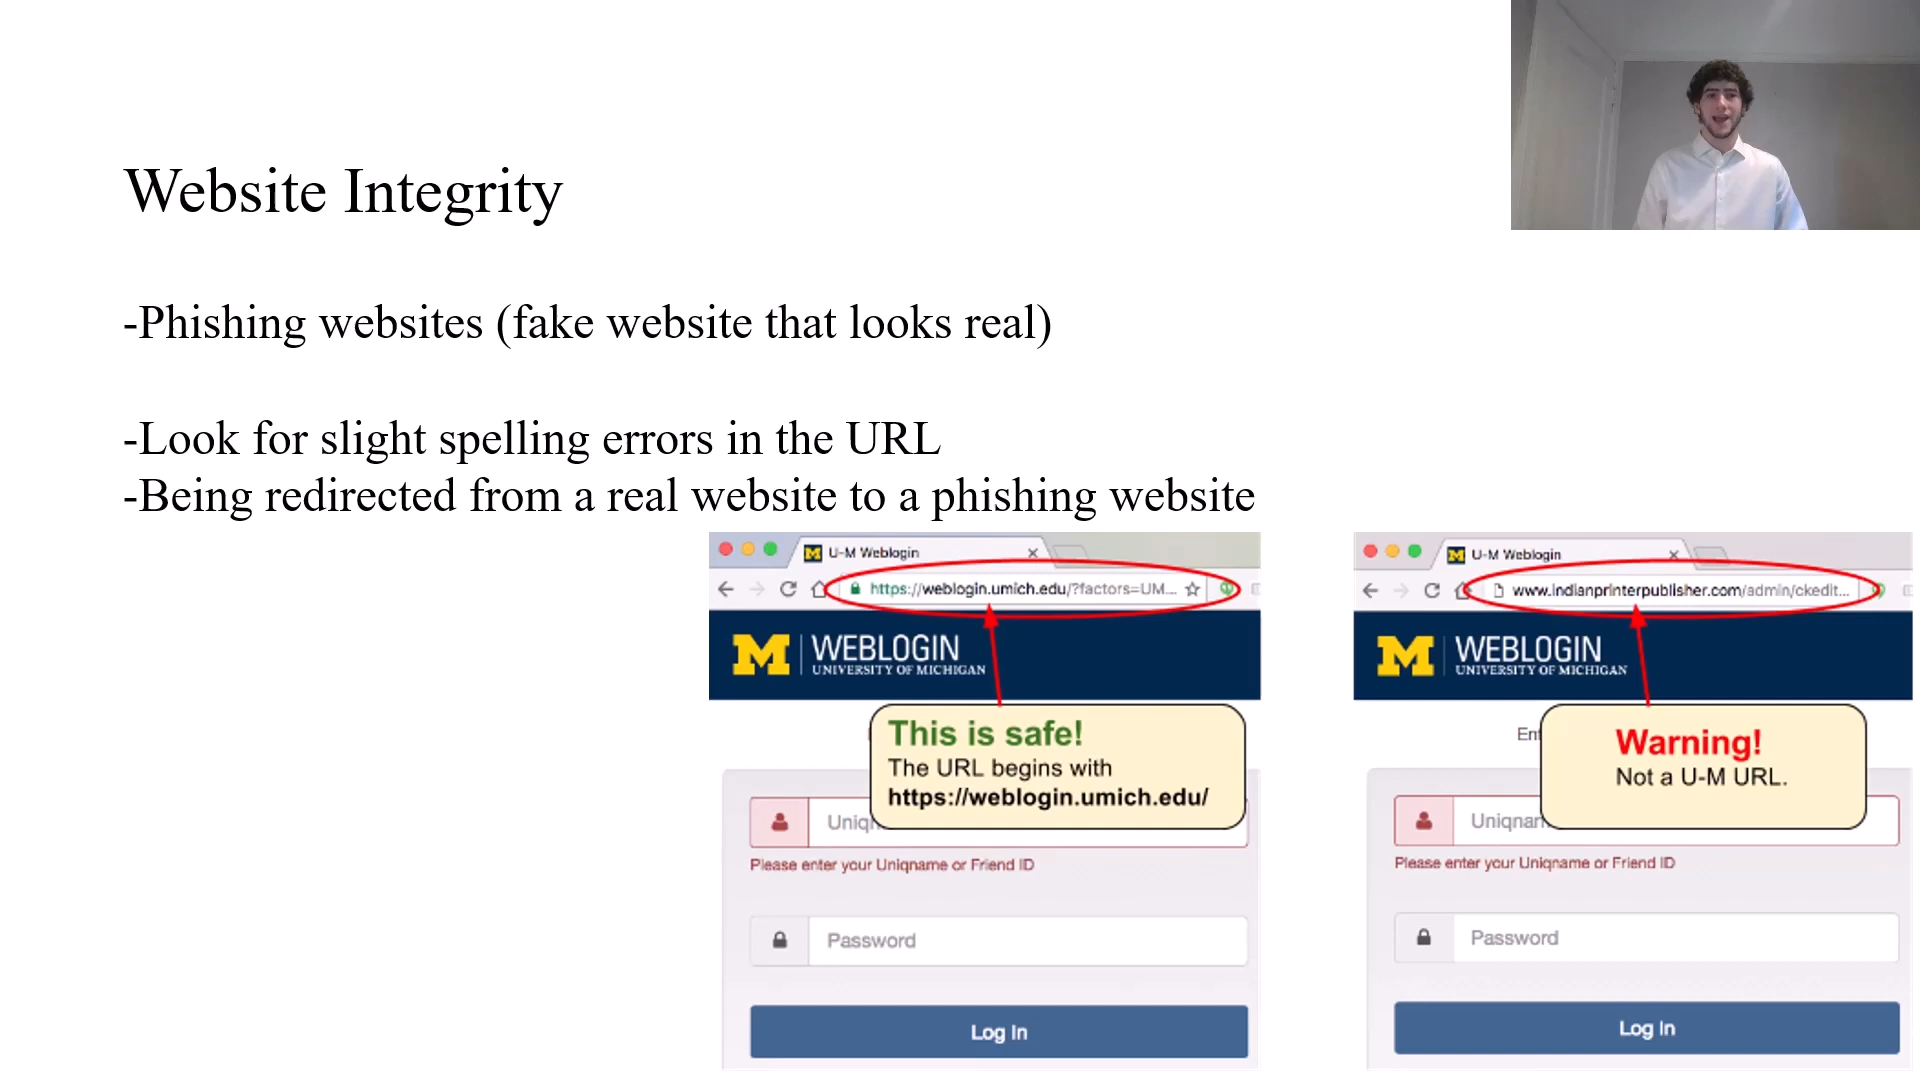 Website Integrity
-Phishing websites (fake website that looks real)
-Look for slight spelling errors in the URL
-Being redirected from a real website to a phishing website
U-M Weblogin
https://weblogin.umich.edu/?factors=UM...
M WEBLOGIN
UNIVERSITY OF MICHIGAN
This is safe!
The URL begins with
https://weblogin.umich.edu/
Please enter your Uniqname or Friend ID
Password
Log In
U-M Weblogin
www.indianprinterpublisher.com/admin/ckedit...
M WEBLOGIN
UNIVERSITY OF MICHIGAN
Warning!
Not a U-M URL.
Please enter your Uniqname or Friend ID
Password
Log In